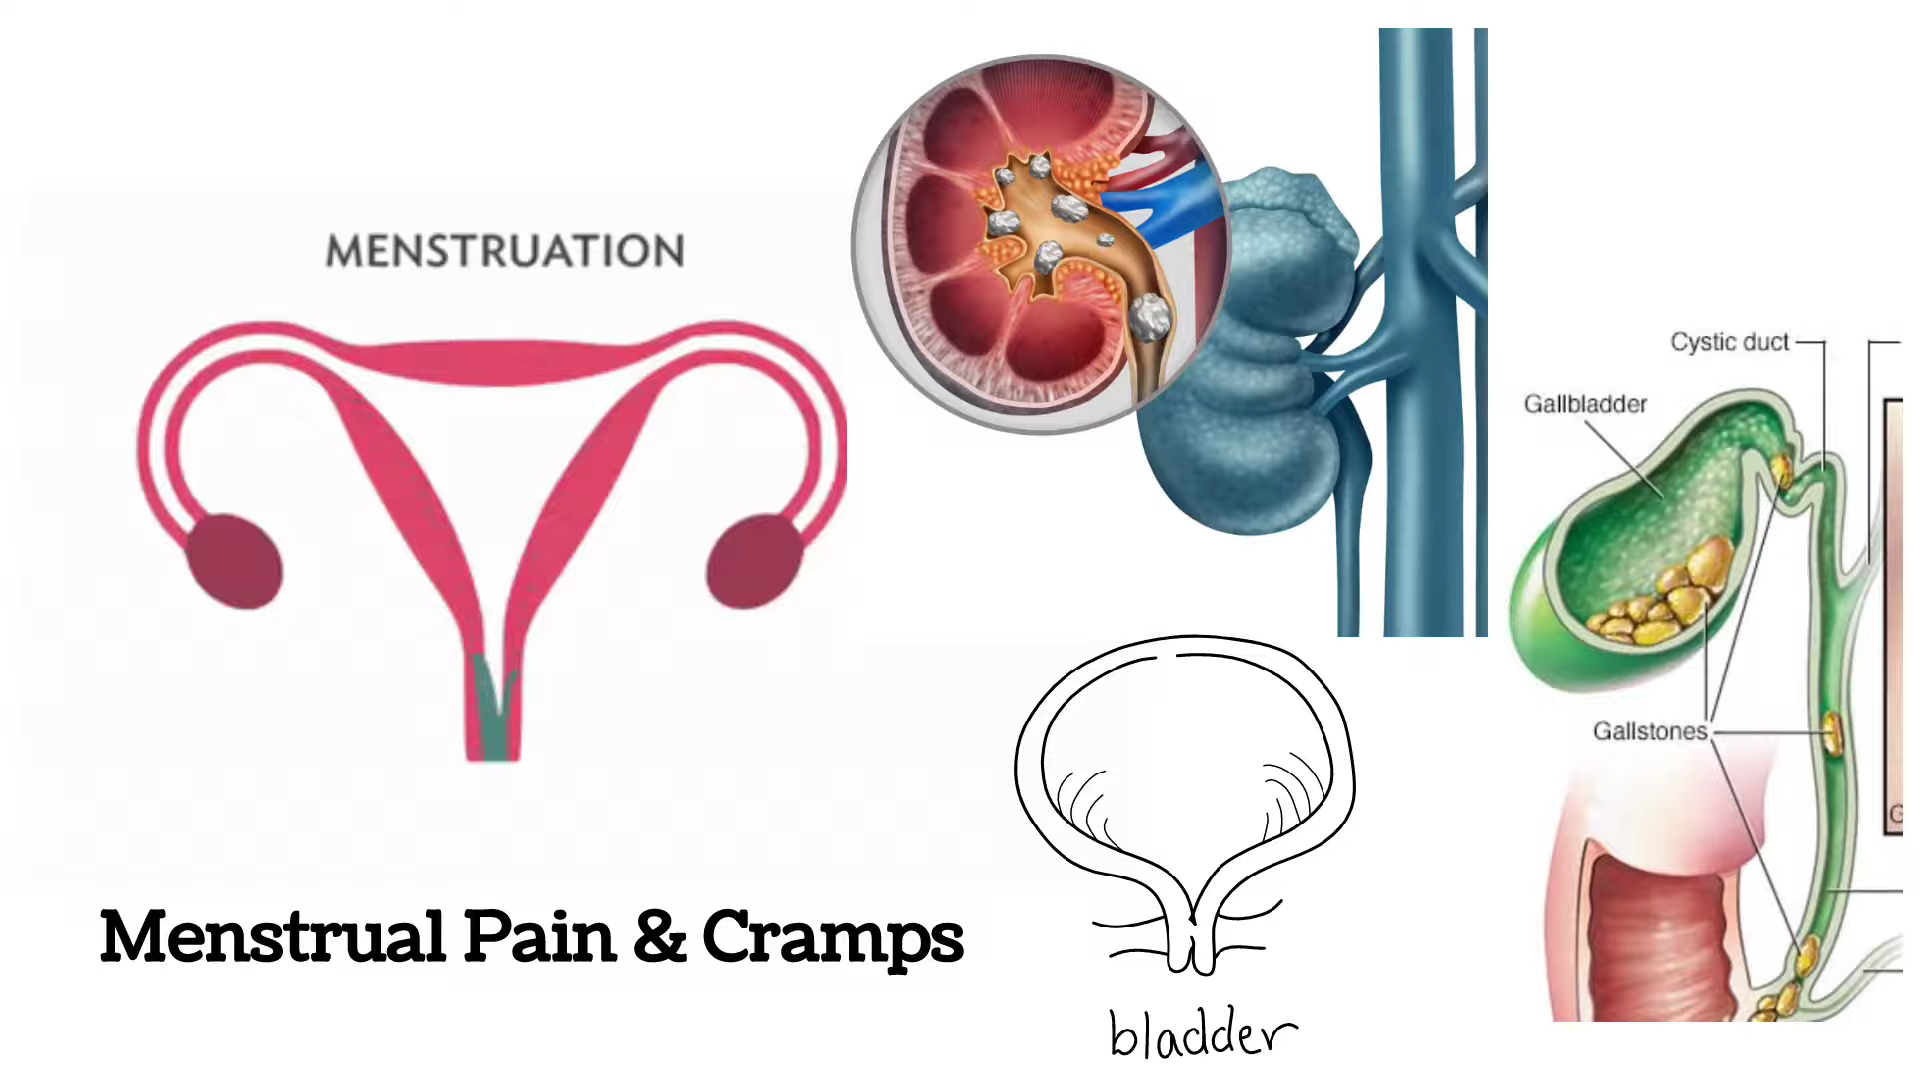 MENSTRUATION
Menstrual Pain & Cramps
bladder
Cystic duct
Gallbladder
Gallstones
G